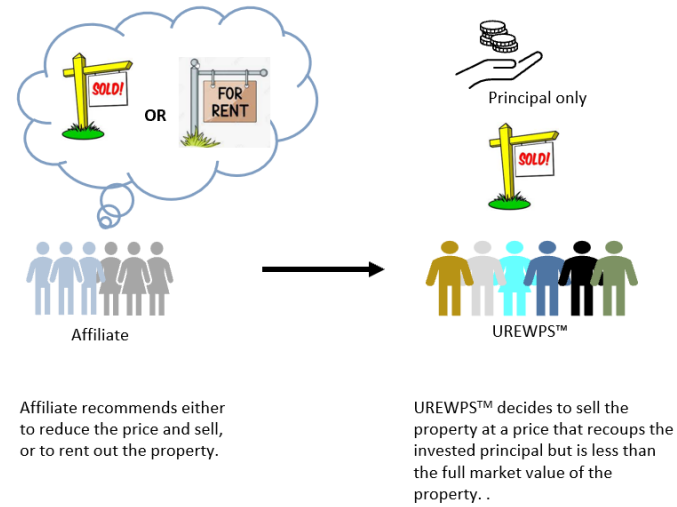 SOLD!
OR
FOR
RENT
Principal only
SOLD!
Affiliate
UREWPS™
Affiliate recommends either
to reduce the price and sell,
or to rent out the property.
UREWPS™ decides to sell the
property at a price that recoups the
invested principal but is less than
the full market value of the
property. .